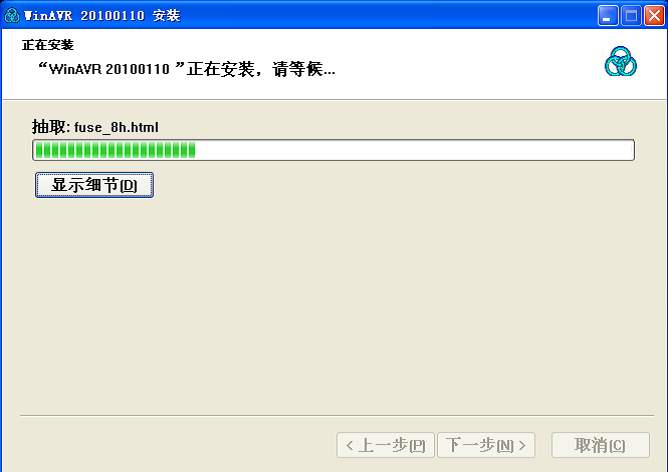 WinAVR 20100110 安装
正在安装
“WinAVR 20100110 ”正在安装，请等候...
抽取: fuse_8h.html
显示细节(D)
< 上一步(P)
下一步(N) >
取消(C)